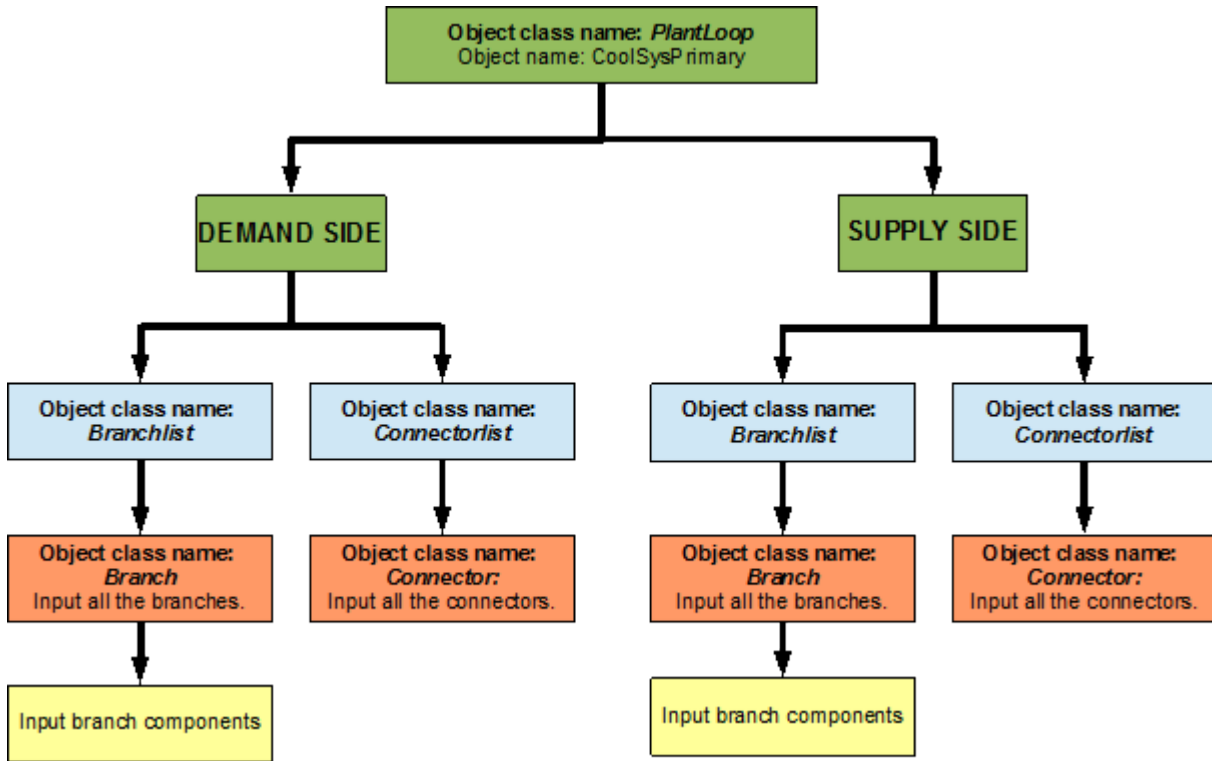 Object class name: PlantLoop
Object name: CoolSysPrimary
DEMAND SIDE
SUPPLY SIDE
Object class name:
Branchlist
Object class name:
Connectorlist
Object class name:
Branchlist
Object class name:
Connectorlist
Object class name:
Branch
Input all the branches.
Object class name:
Connector:
Input all the connectors.
Object class name:
Branch
Input all the branches.
Object class name:
Connector:
Input all the connectors.
Input branch components
Input branch components